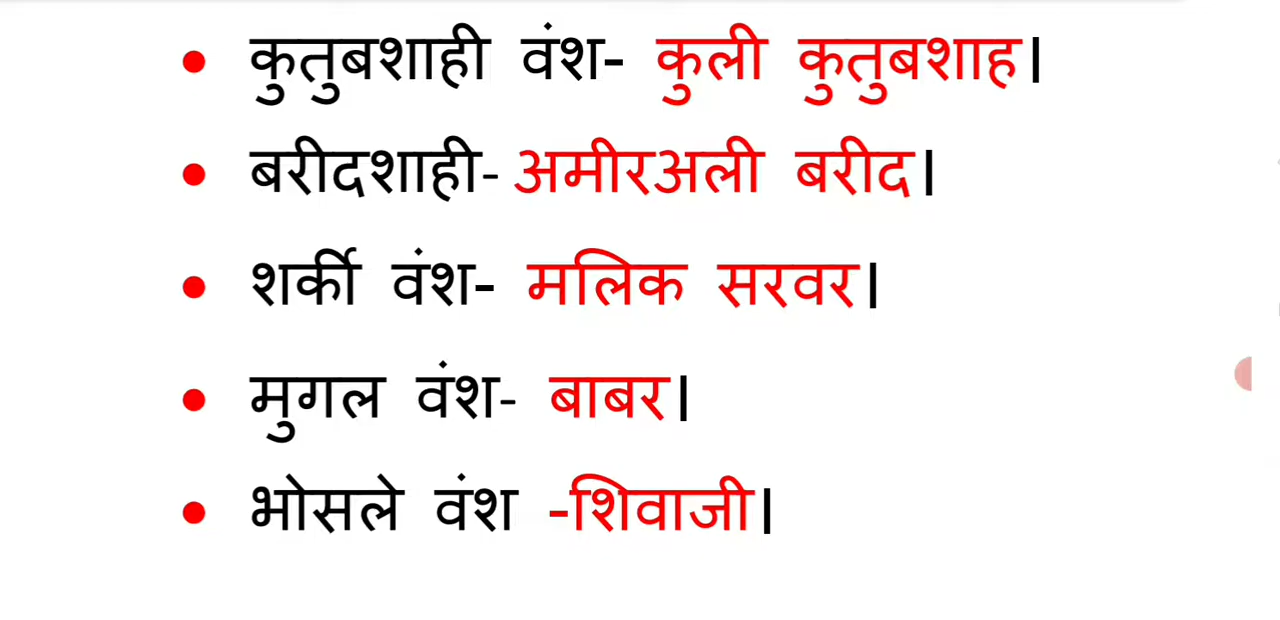 • कुतुबशाही वंश- कुली कुतुबशाह।
• बरीदशाही- अमीरअली बरीद।
• शर्की वंश- मलिक सरवर।
• मुगल वंश- बाबर।
• भोसले वंश -शिवाजी।